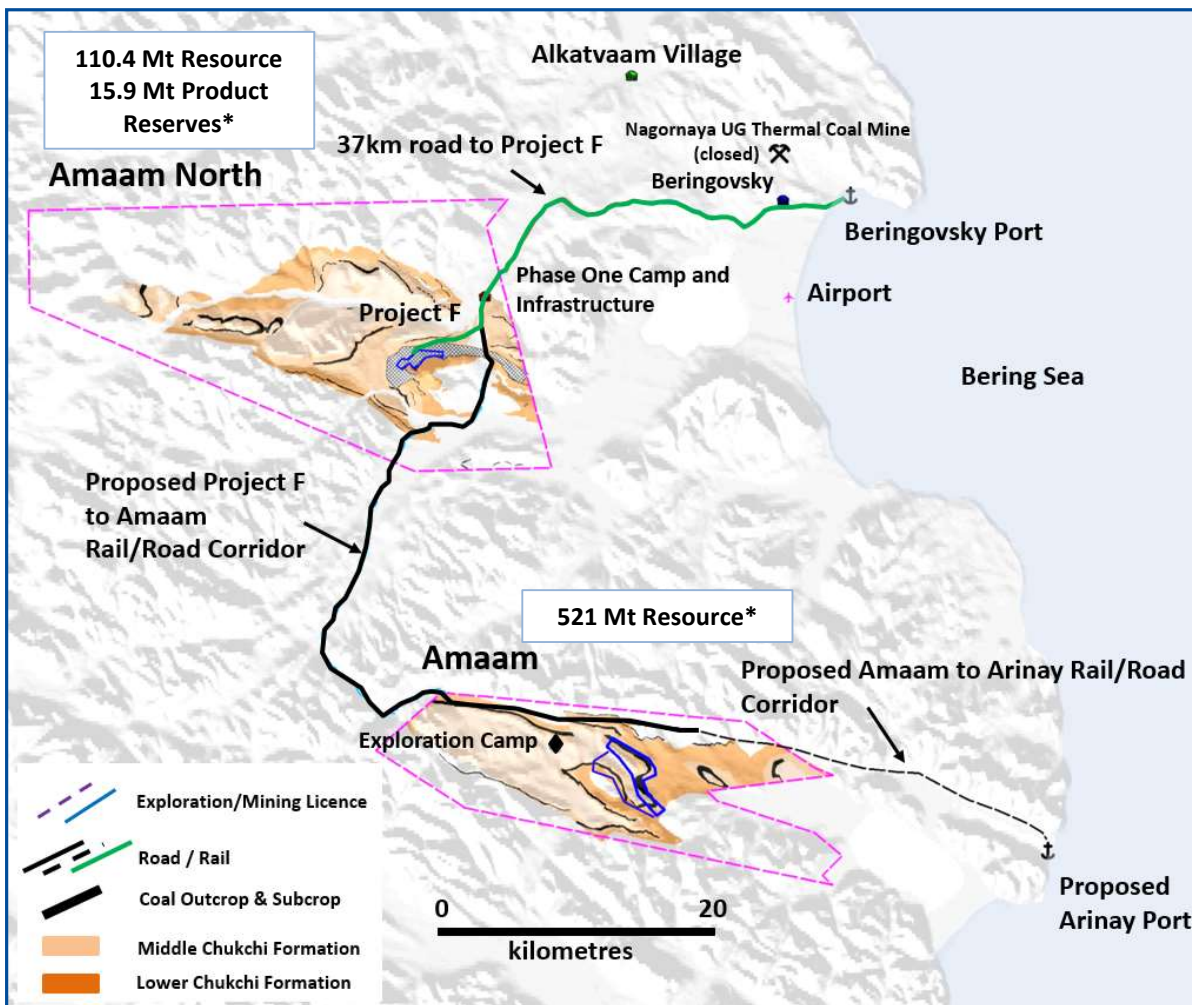 110.4 Mt Resource
15.9 Mt Product
Reserves*
Alkatvaam Village
Nagornaya UG Thermal Coal Mine
(closed)
37km road to Project F
Beringovsky
Amaam North
Beringovsky Port
Phase One Camp and
Infrastructure
Airport
Project F
Bering Sea
Proposed Project F
to Amaam
Rail/Road Corridor
521 Mt Resource*
Amaam
Proposed Amaam to Arinay Rail/Road
Corridor
Exploration Camp
Exploration/Mining Licence
Road / Rail
Coal Outcrop & Subcrop
Middle Chukchi Formation
Lower Chukchi Formation
0 20
kilometres
Proposed
Arinay Port